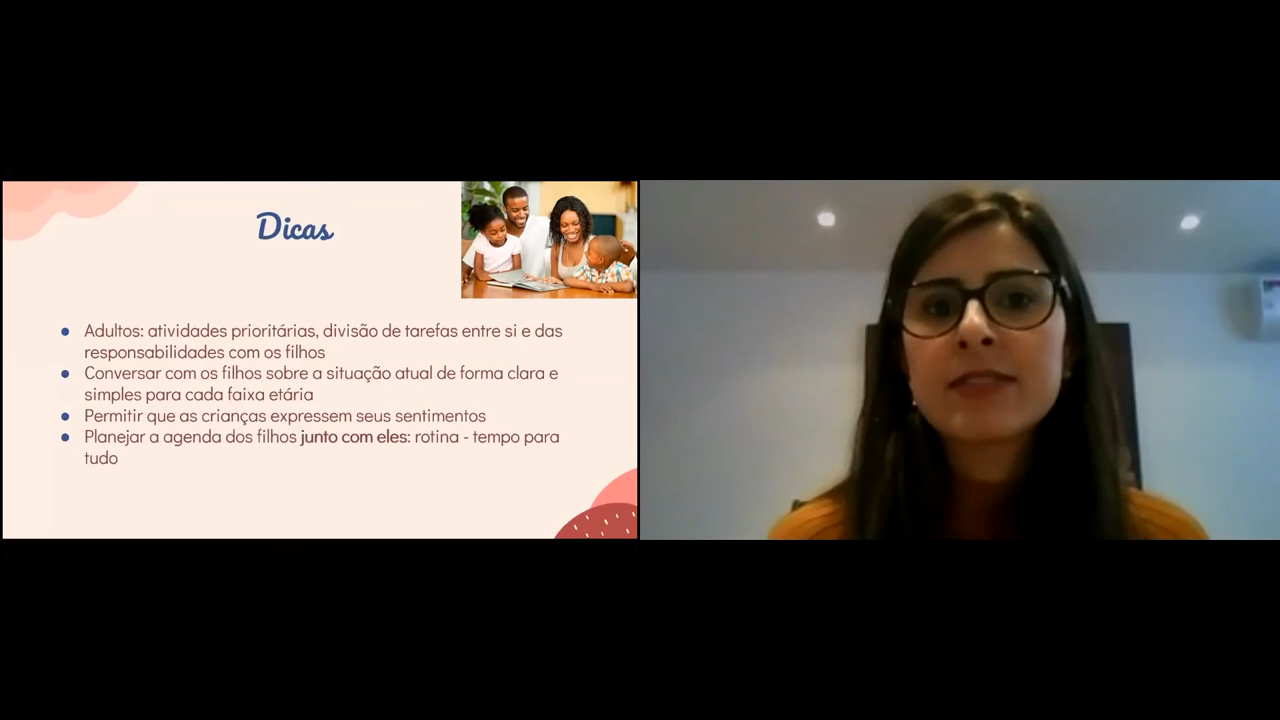 Dicas
Adultos: atividades prioritárias, divisão de tarefas entre si e das
responsabilidades com os filhos
Conversar com os filhos sobre a situação atual de forma clara e
simples para cada faixa etária
Permitir que as crianças expressem seus sentimentos
Planejar a agenda dos filhos junto com eles: rotina - tempo para
tudo